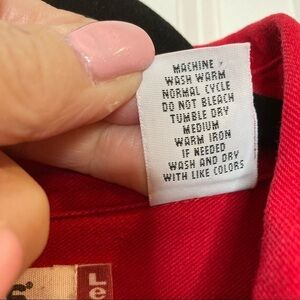 MACHINE
WASH WARM
NORMAL CYCLE
DO NOT BLEACH
TUMBLE DRY
MEDIUM
WARM IRON
IF NEEDED
WASH AND DRY
WITH LIKE COLORS
Le